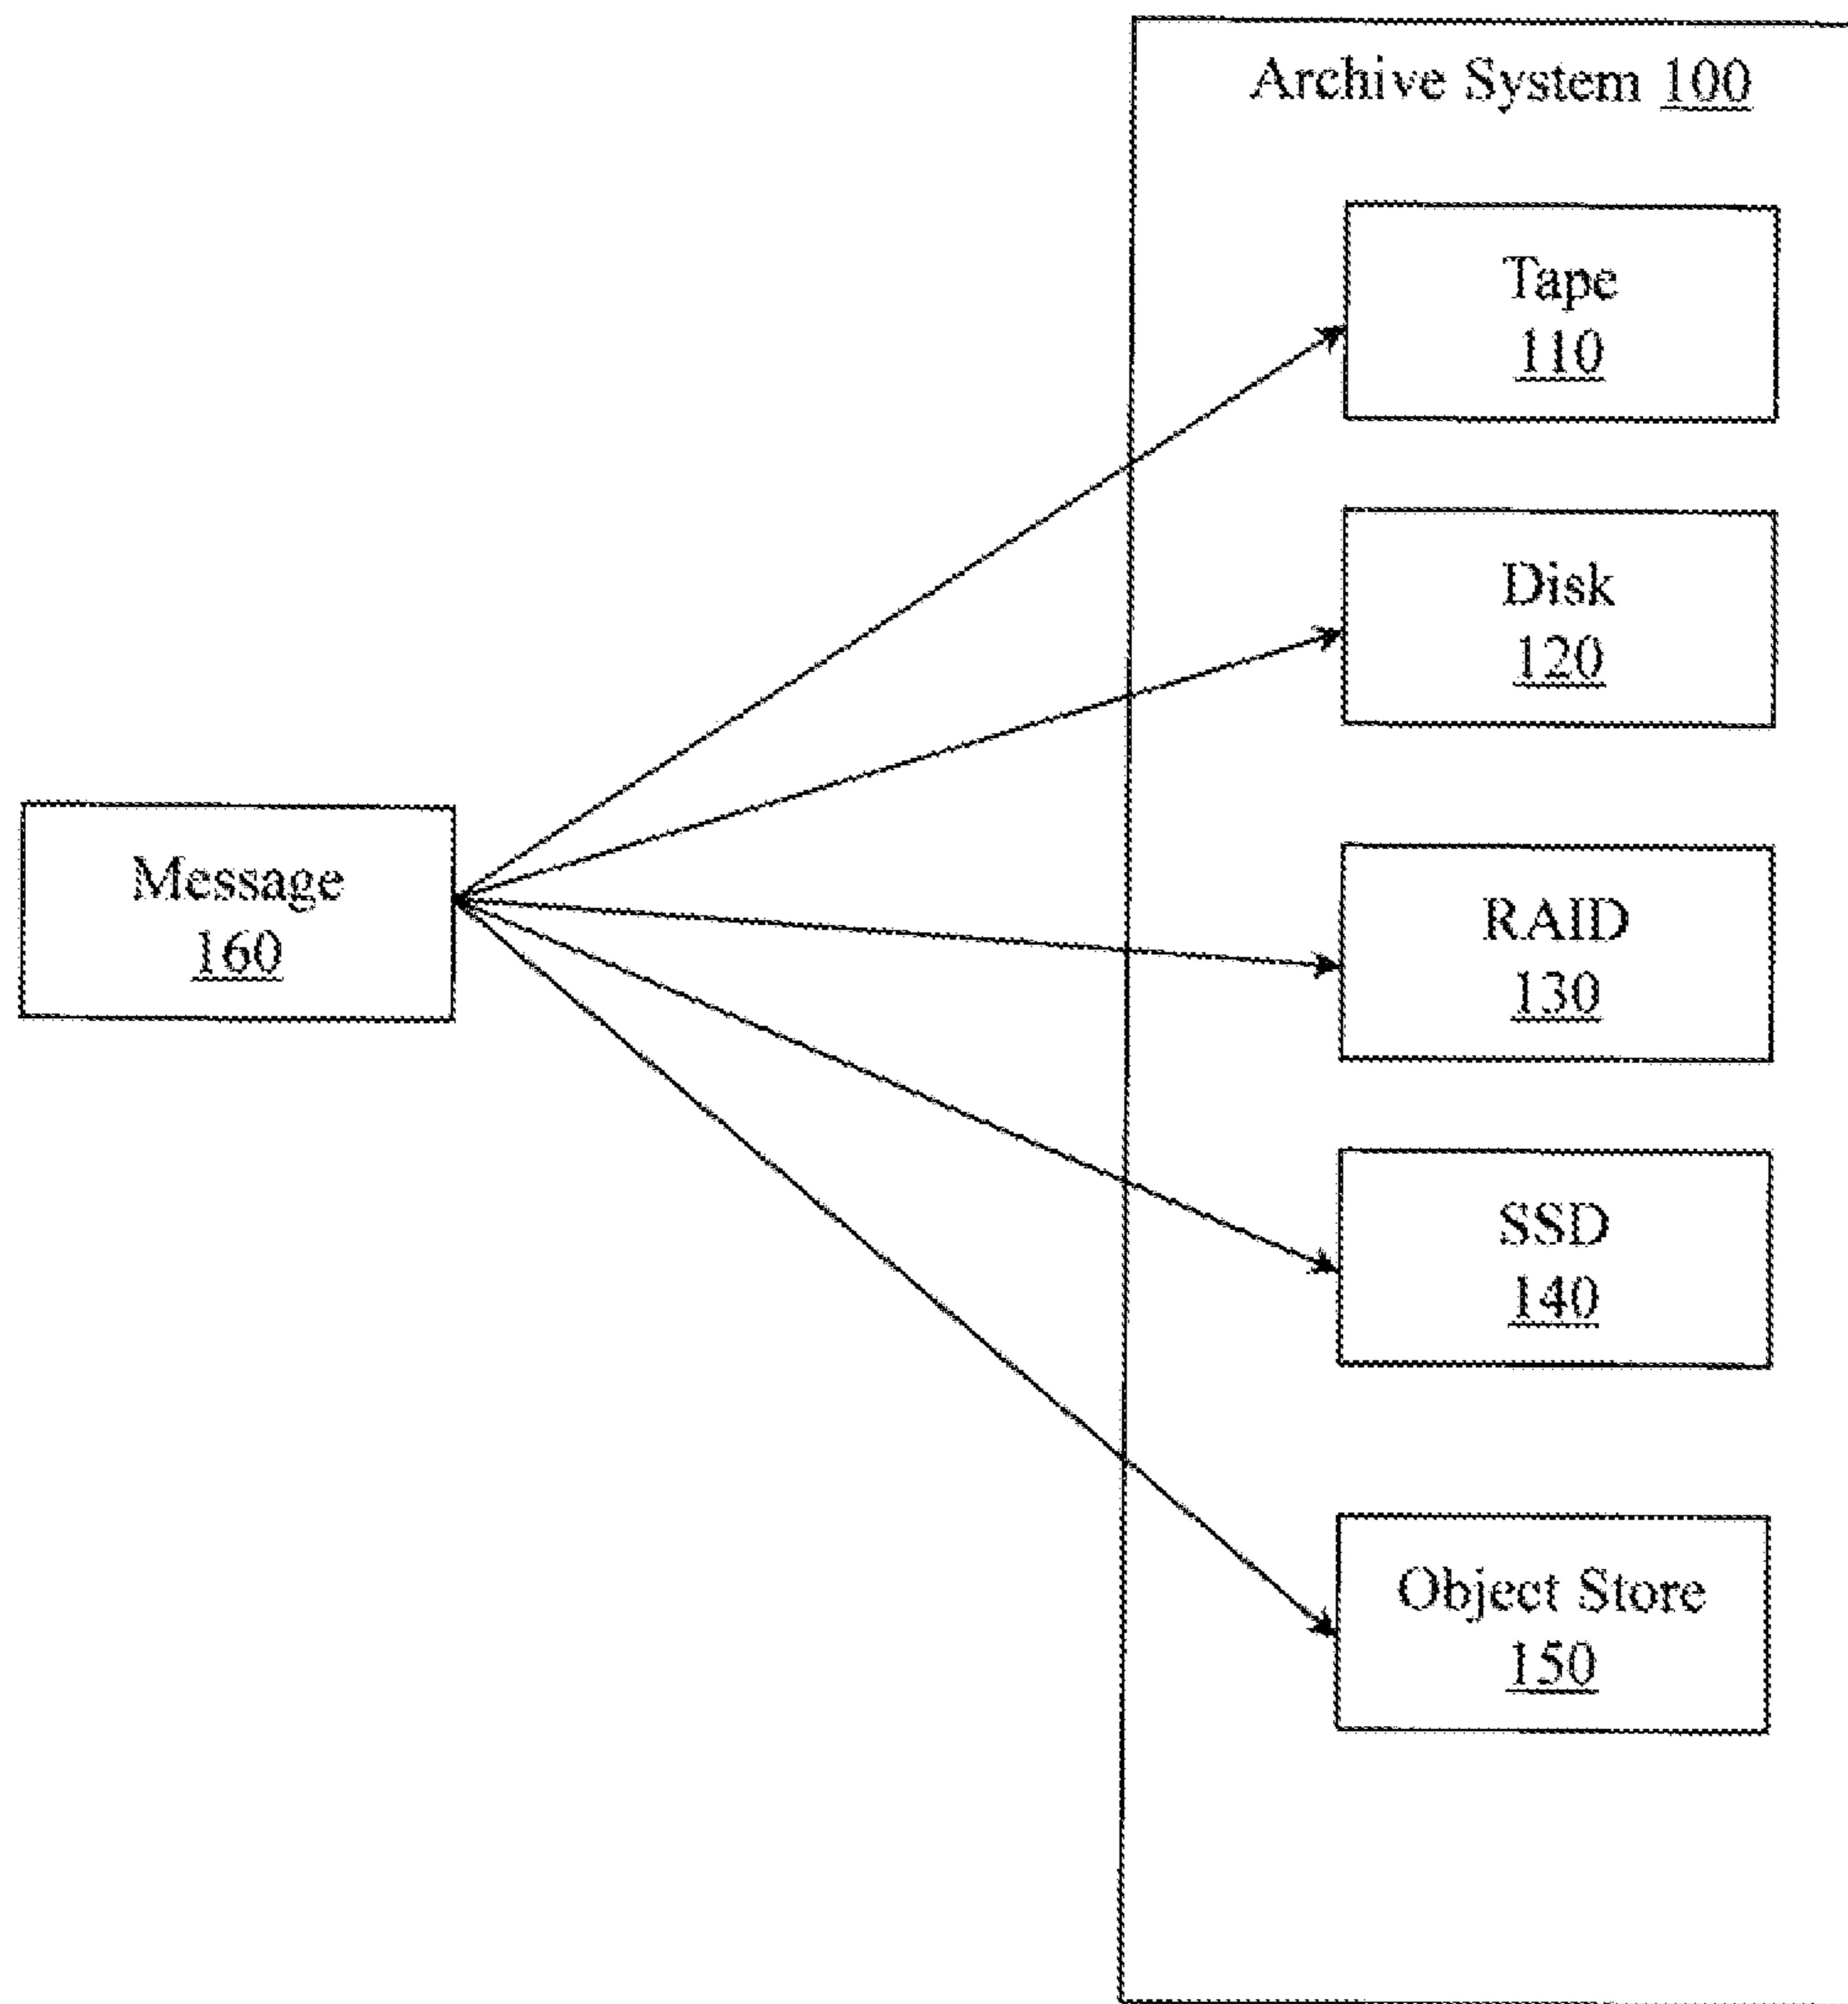 Archive System 100
Tape
110
Disk
120
Message
160
RAID
130
SSD
140
Object Store
150